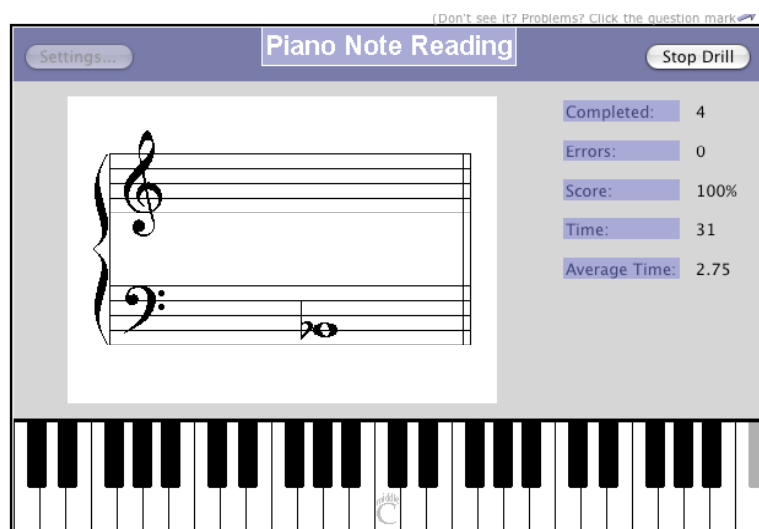 (Don't see it? Problems? Click the question mark
Piano Note Reading
Settings...
Stop Drill
Completed: 4
Errors: 0
Score: 100%
Time: 31
Average Time: 2.75
middle
C